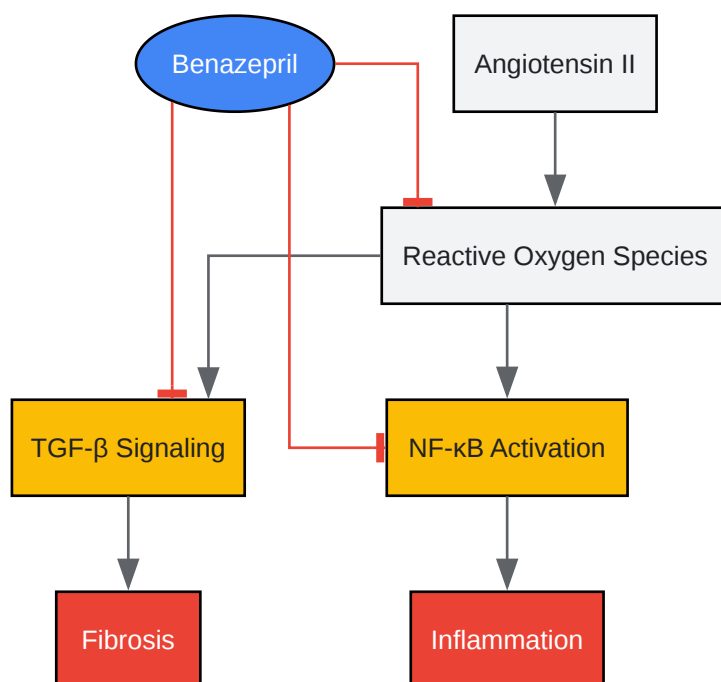 Benazepril
Angiotensin II
Reactive Oxygen Species
TGF-β Signaling
NF-κB Activation
Fibrosis
Inflammation